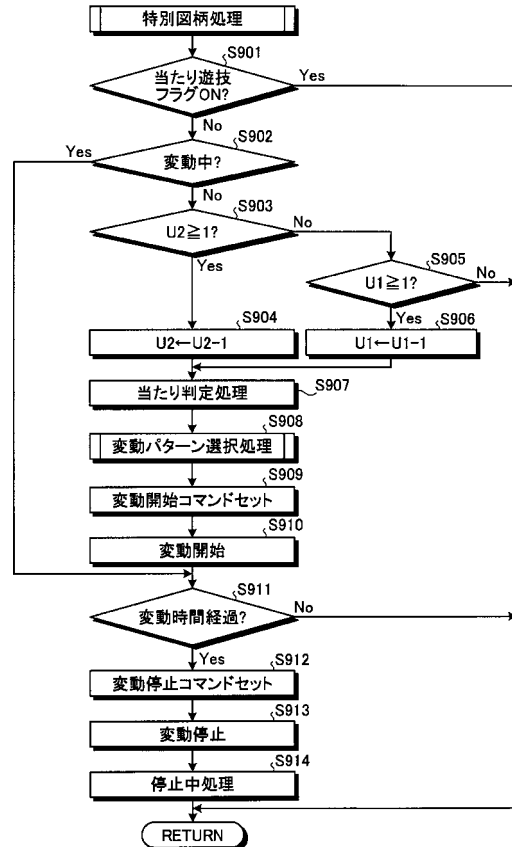 特別図柄処理
S901
当たり遊技
フラグON?
Yes
No
S902
Yes
変動中?
No
S903
U2≧1?
No
Yes
S905
U1≧1?
No
Yes
S904
U2←U2-1
S906
U1←U1-1
S907
当たり判定処理
S908
変動パターン選択処理
S909
変動開始コマンドセット
S910
変動開始
S911
変動時間経過?
No
Yes
S912
変動停止コマンドセット
S913
変動停止
S914
停止中処理
RETURN